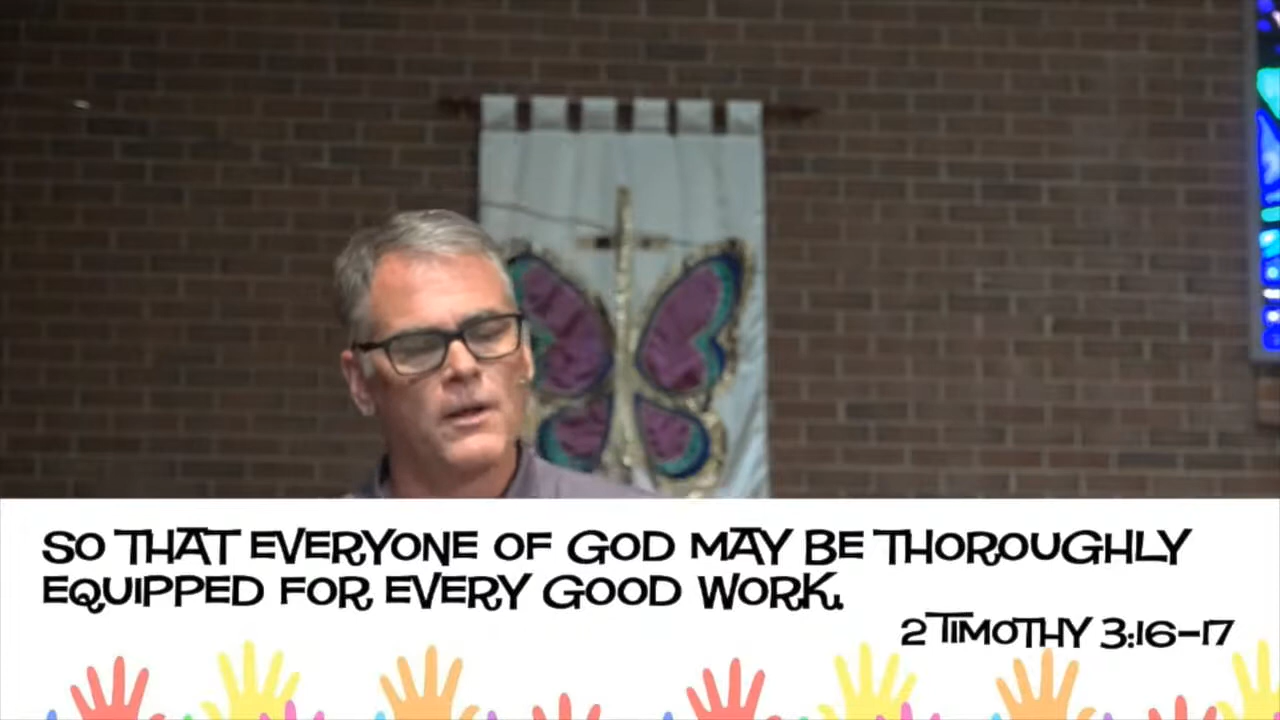 SO THAT EVERYONE OF GOD MAY BE THOROUGHLY
EQUIPPED FOR EVERY GOOD WORK.
2 TIMOTHY 3:16-17